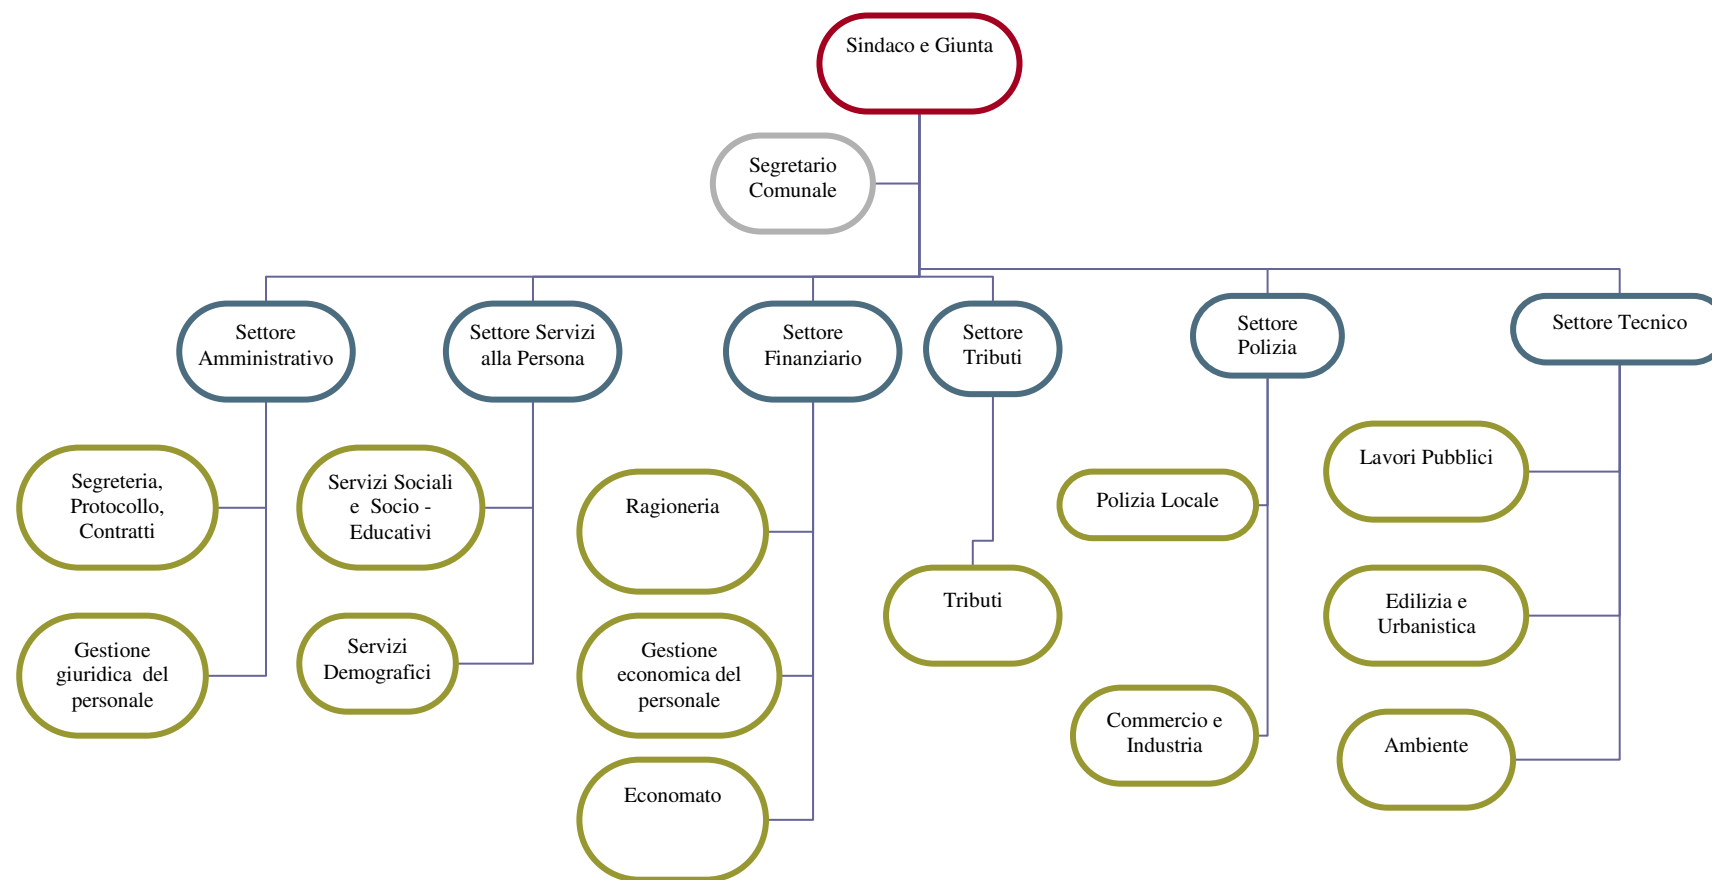 Sindaco e Giunta
Segretario
Comunale
Settore
Amministrativo
Settore Servizi
alla Persona
Settore
Finanziario
Settore
Tributi
Settore
Polizia
Settore Tecnico
Segreteria,
Protocollo,
Contratti
Gestione
giuridica del
personale
Servizi Sociali
e Socio -
Educativi
Servizi
Demografici
Ragioneria
Gestione
economica del
personale
Economato
Tributi
Polizia Locale
Commercio e
Industria
Lavori Pubblici
Edilizia e
Urbanistica
Ambiente